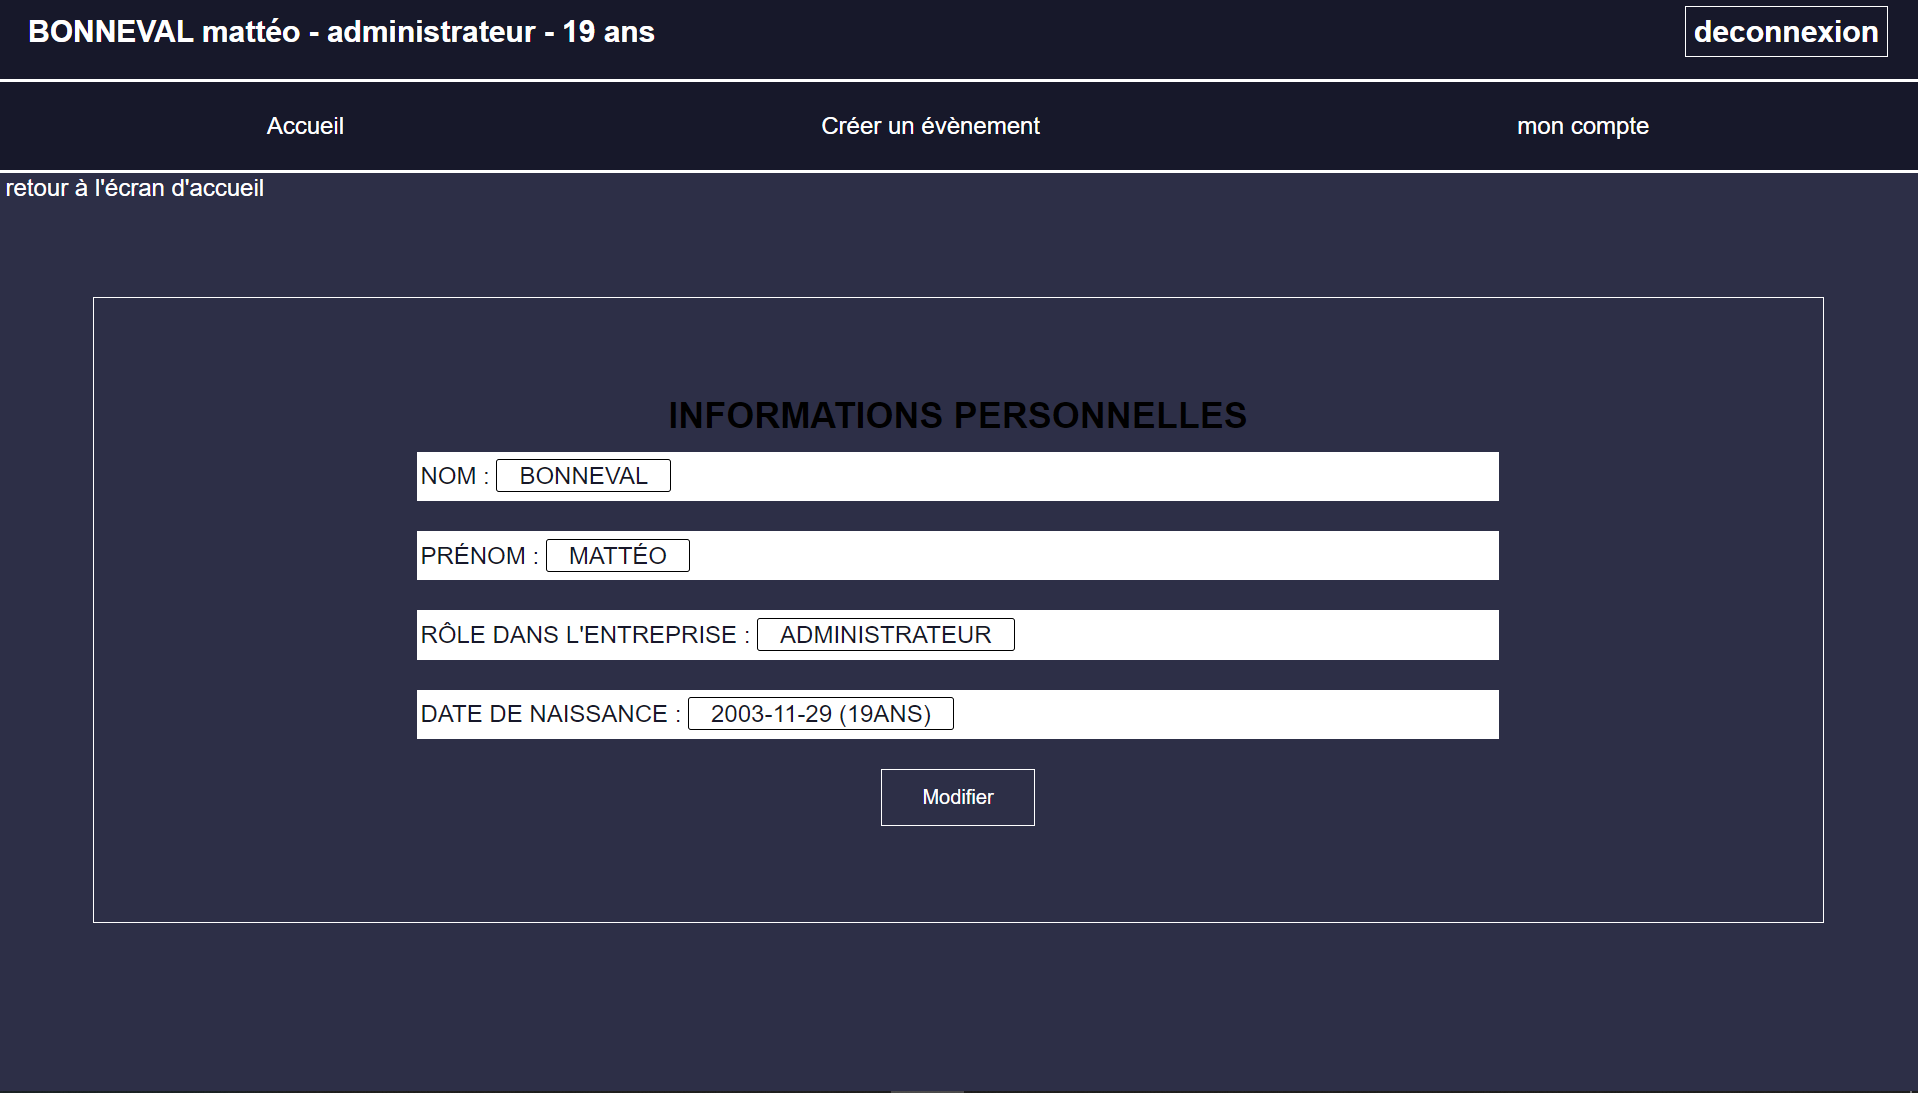 BONNEVAL mattéo - administrateur - 19 ans
deconnexion
Accueil
Créer un évènement
mon compte
retour à l'écran d'accueil
INFORMATIONS PERSONNELLES
NOM : BONNEVAL
PRÉNOM : MATTÉO
RÔLE DANS L'ENTREPRISE : ADMINISTRATEUR
DATE DE NAISSANCE : 2003-11-29 (19ANS)
Modifier